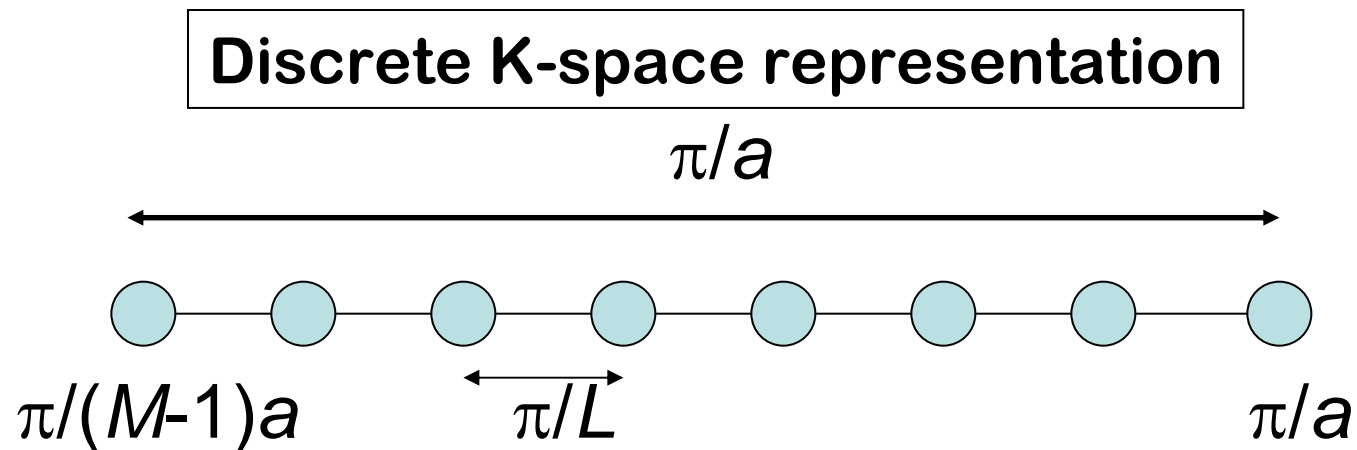 Discrete K-space representation
π/a
π/L
π/(M-1)a
π/a